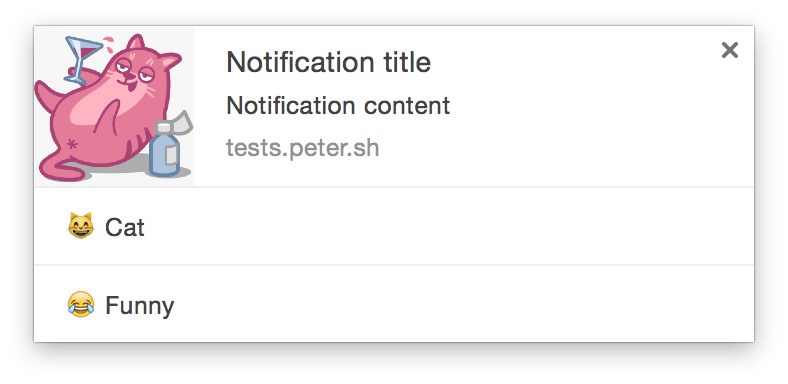 Notification title
Notification content
tests.peter.sh
😸 Cat
😂 Funny